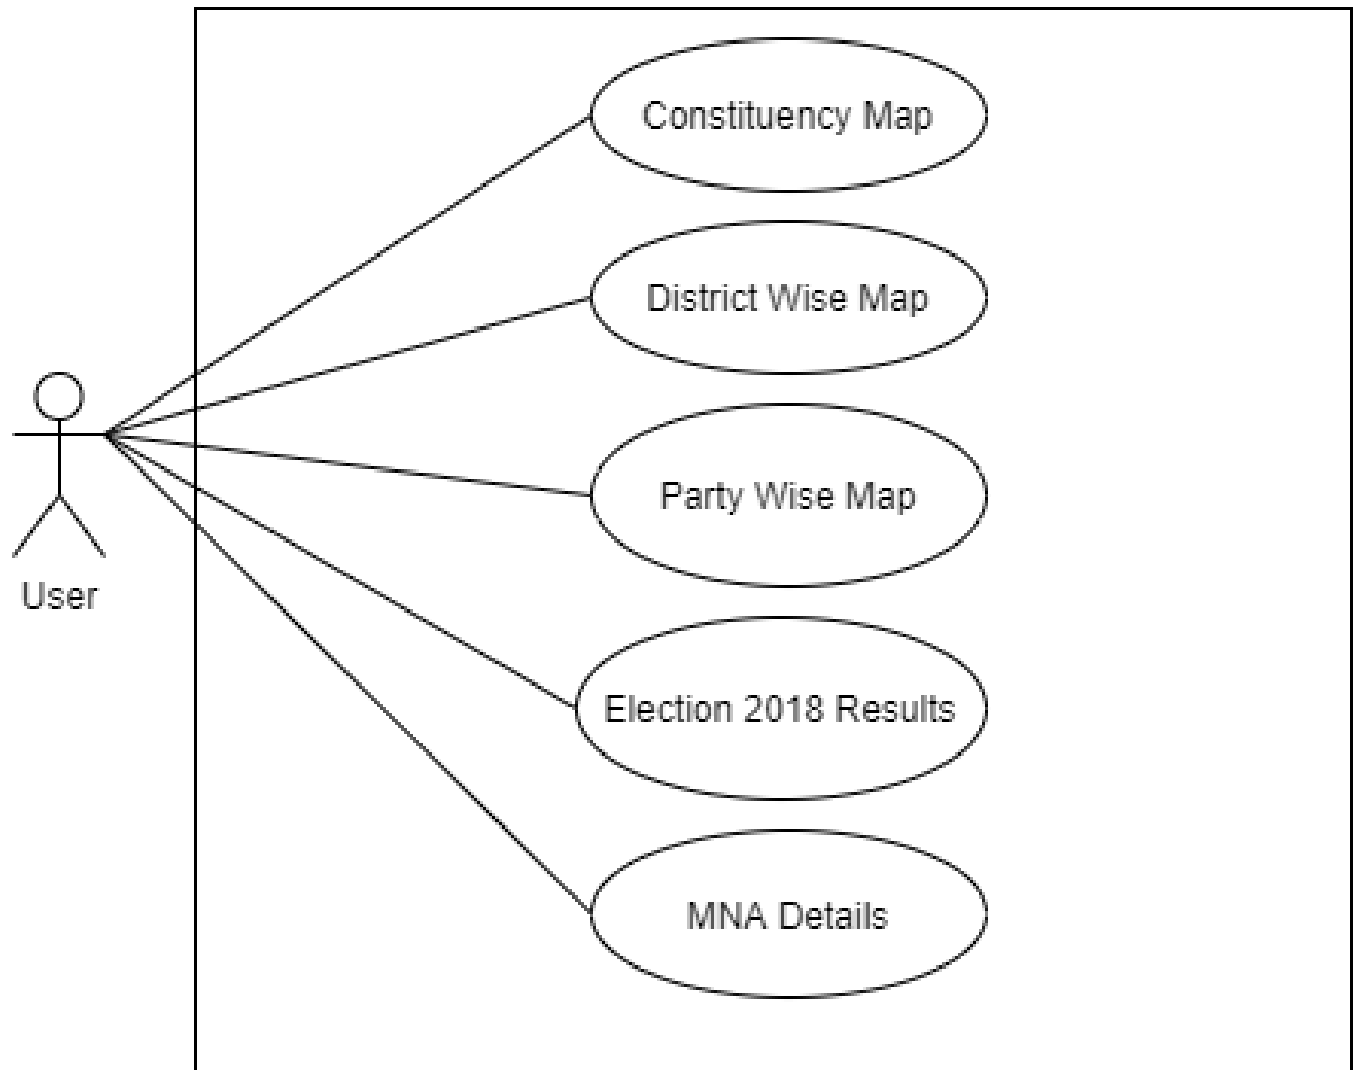 Constituency Map
District Wise Map
Party Wise Map
User
Election 2018 Results
MNA Details